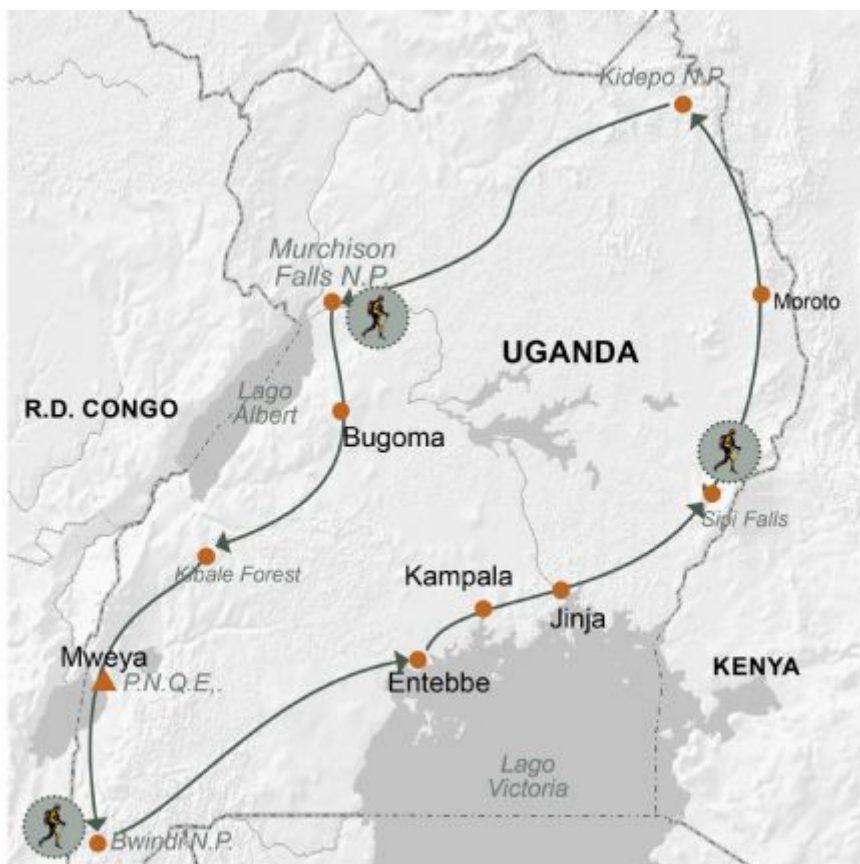 Kidepo N.P.
Murchison
Falls N.P.
Moroto
UGANDA
Lago
Albert
R.D. CONGO
Bugoma
Sipi Falls
Kibale Forest
Kampala
Jinja
Mweya
P.N.Q.E,.
Entebbe
KENYA
Lago
Victoria
Bwindi N.P.